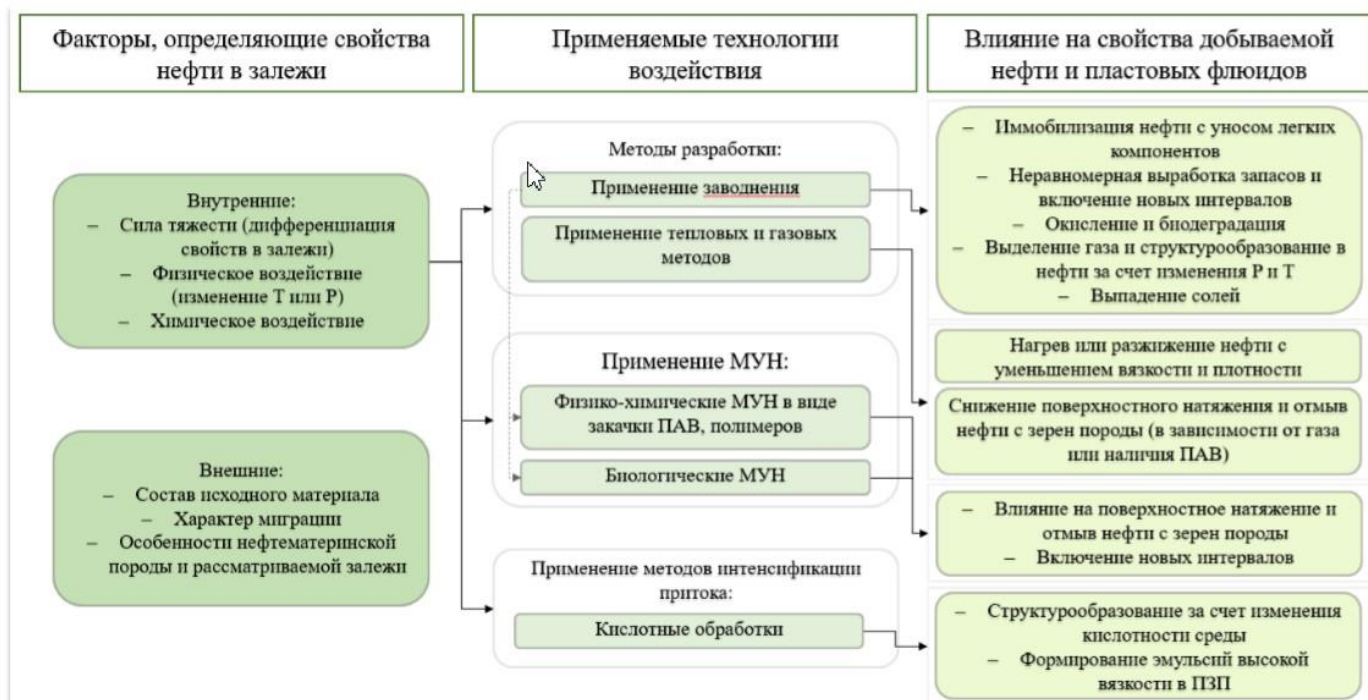 Факторы, определяющие свойства
нефти в залежи
Применяемые технологии
воздействия
Влияние на свойства добываемой
нефти и пластовых флюидов
Внутренние:
– Сила тяжести (дифференциация
свойств в залежи)
– Физическое воздействие
(изменение Т или Р)
– Химическое воздействие
Внешние:
– Состав исходного материала
– Характер миграции
– Особенности нефтематеринской
породы и рассматриваемой залежи
Методы разработки:
Применение заводнения
Применение тепловых и газовых
методов
Применение МУН:
Физико-химические МУН в виде
закачки ПАВ, полимеров
Биологические МУН
Применение методов интенсификации
притока:
Кислотные обработки
– Иммобилизация нефти с уносом легких
компонентов
– Неравномерная выработка запасов и
включение новых интервалов
– Окисление и биодеградация
– Выделение газа и структурообразование в
нефти за счет изменения Р и Т
– Выпадение солей
Нагрев или разжижение нефти с
уменьшением вязкости и плотности
Снижение поверхностного натяжения и отмыв
нефти с зерен породы (в зависимости от газа
или наличия ПАВ)
– Влияние на поверхностное натяжение и
отмыв нефти с зерен породы
– Включение новых интервалов
– Структурообразование за счет изменения
кислотности среды
– Формирование эмульсий высокой
вязкости в ПЗП